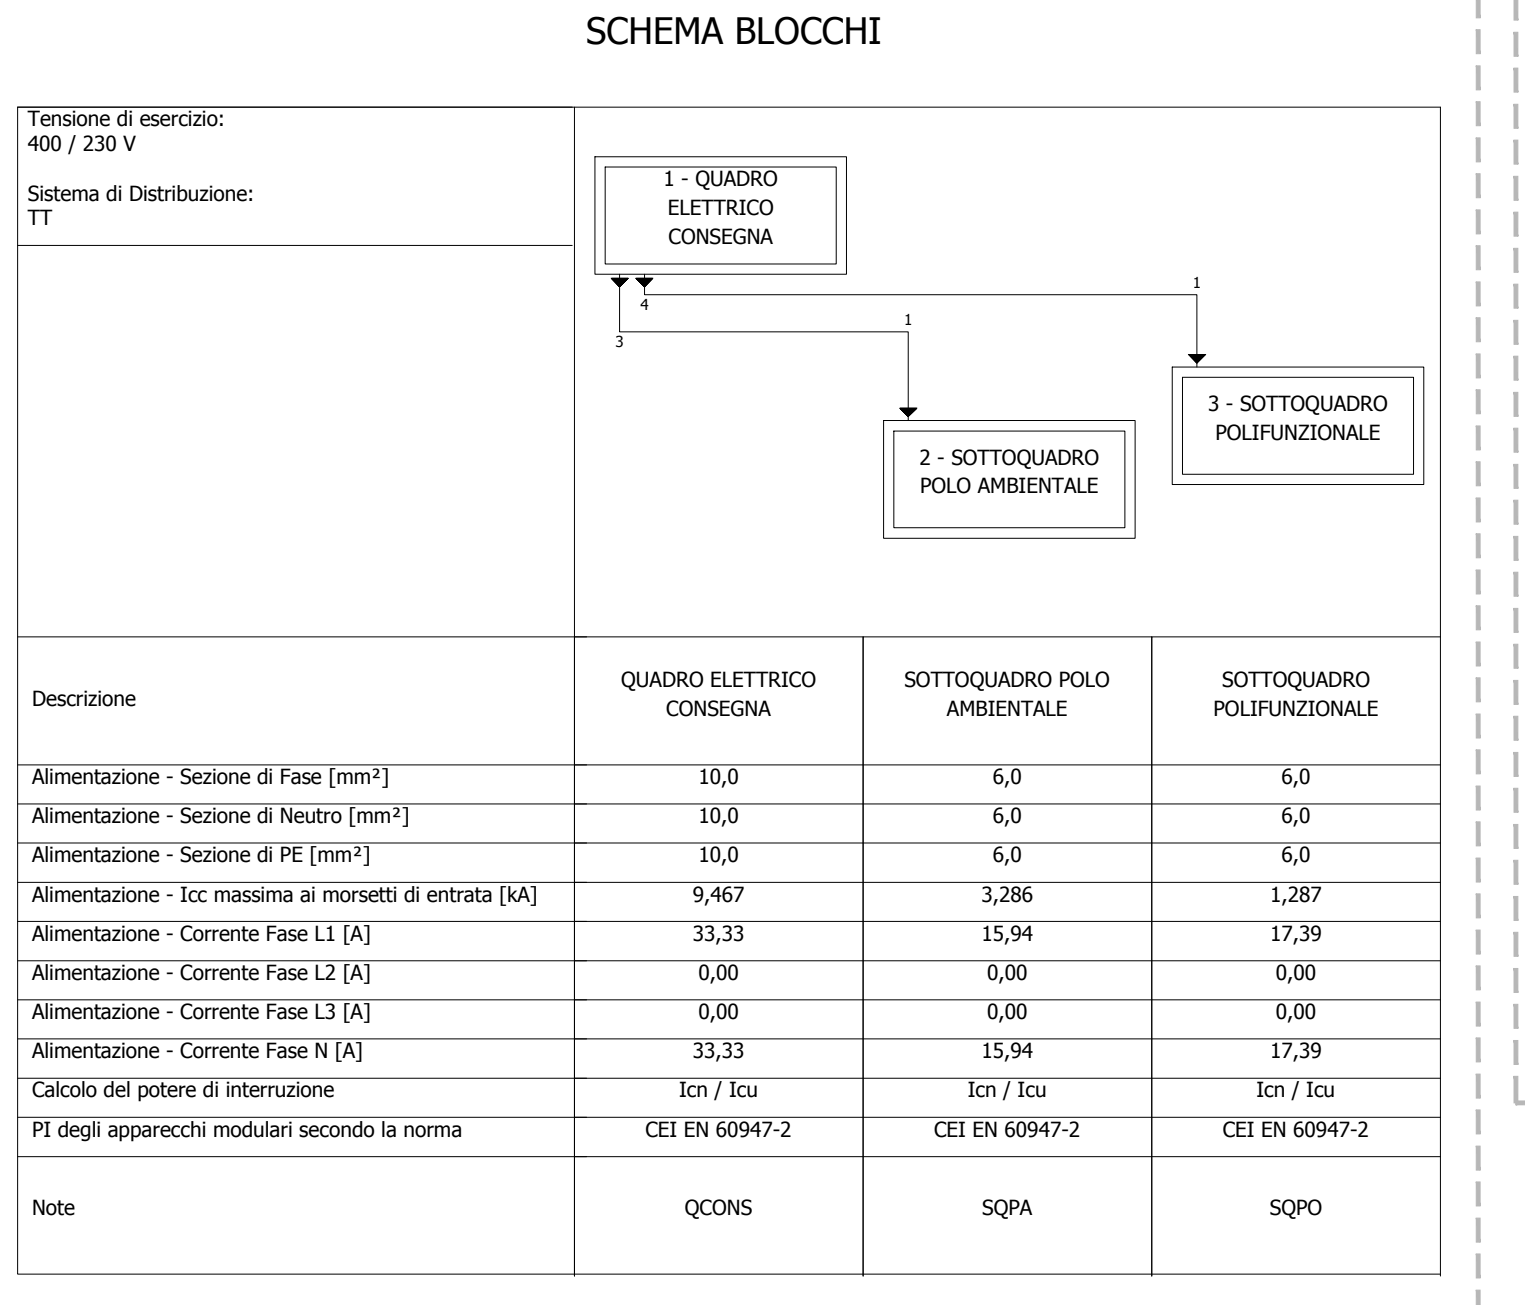 SCHEMA BLOCCHI
Tensione di esercizio:
400 / 230 V
Sistema di Distribuzione:
TT
1 - QUADRO
ELETTRICO
CONSEGNA
4
1
3
1
3 - SOTTOQUADRO
POLIFUNZIONALE
2 - SOTTOQUADRO
POLO AMBIENTALE
Descrizione
QUADRO ELETTRICO
CONSEGNA
SOTTOQUADRO POLO
AMBIENTALE
SOTTOQUADRO
POLIFUNZIONALE
Alimentazione - Sezione di Fase [mm²] 10,0 6,0 6,0
Alimentazione - Sezione di Neutro [mm²] 10,0 6,0 6,0
Alimentazione - Sezione di PE [mm²] 10,0 6,0 6,0
Alimentazione - Icc massima ai morsetti di entrata [kA] 9,467 3,286 1,287
Alimentazione - Corrente Fase L1 [A] 33,33 15,94 17,39
Alimentazione - Corrente Fase L2 [A] 0,00 0,00 0,00
Alimentazione - Corrente Fase L3 [A] 0,00 0,00 0,00
Alimentazione - Corrente Fase N [A] 33,33 15,94 17,39
Calcolo del potere di interruzione Icn / Icu Icn / Icu Icn / Icu
PI degli apparecchi modulari secondo la norma CEI EN 60947-2 CEI EN 60947-2 CEI EN 60947-2
Note QCONS SQPA SQPO